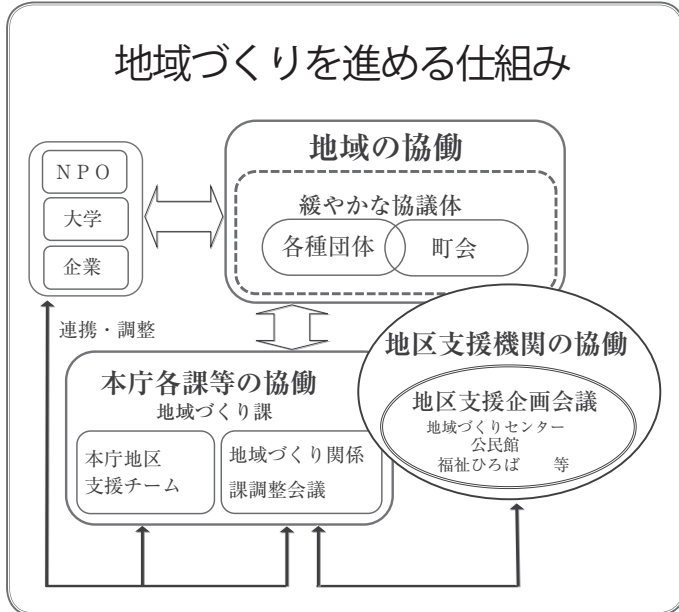 地域づくりを進める仕組み
NPO
大学
企業
地域の協働
緩やかな協議体
各種団体
町会
連携・調整
本庁各課等の協働
地域づくり課
本庁地区
支援チーム
地域づくり関係
課調整会議
地区支援機関の協働
地区支援企画会議
地域づくりセンター
公民館
福祉ひろば 等